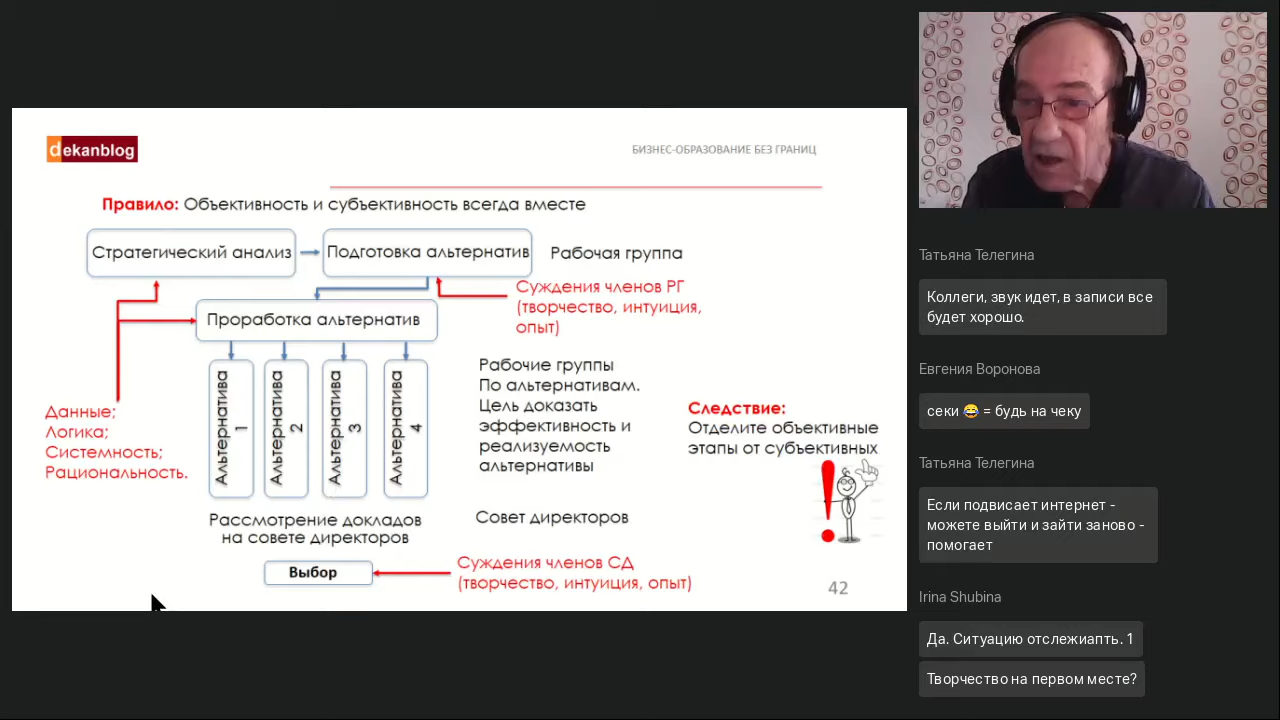 dekanblog
БИЗНЕС-ОБРАЗОВАНИЕ БЕЗ ГРАНИЦ
Правило: Объективность и субъективность всегда вместе
Стратегический анализ
Подготовка альтернатив
Рабочая группа
Суждения членов РГ
(творчество, интуиция,
опыт)
Проработка альтернатив
Альтернатива
1
Альтернатива
2
Альтернатива
3
Альтернатива
4
Рабочие группы
По альтернативам.
Цель доказать
эффективность и
реализуемость
альтернативы
Данные;
Логика;
Системность;
Рациональность.
Следствие:
Отделите объективные
этапы от субъективных
Рассмотрение докладов
на совете директоров
Совет директоров
Выбор
Суждения членов СД
(творчество, интуиция, опыт)
42
Татьяна Телегина
Коллеги, звук идет, в записи все
будет хорошо.
Евгения Воронова
секи 😂 = будь на чеку
Татьяна Телегина
Если подвисает интернет -
можете выйти и зайти заново -
помогает
Irina Shubina
Да. Ситуацию отслежиапть. 1
Творчество на первом месте?